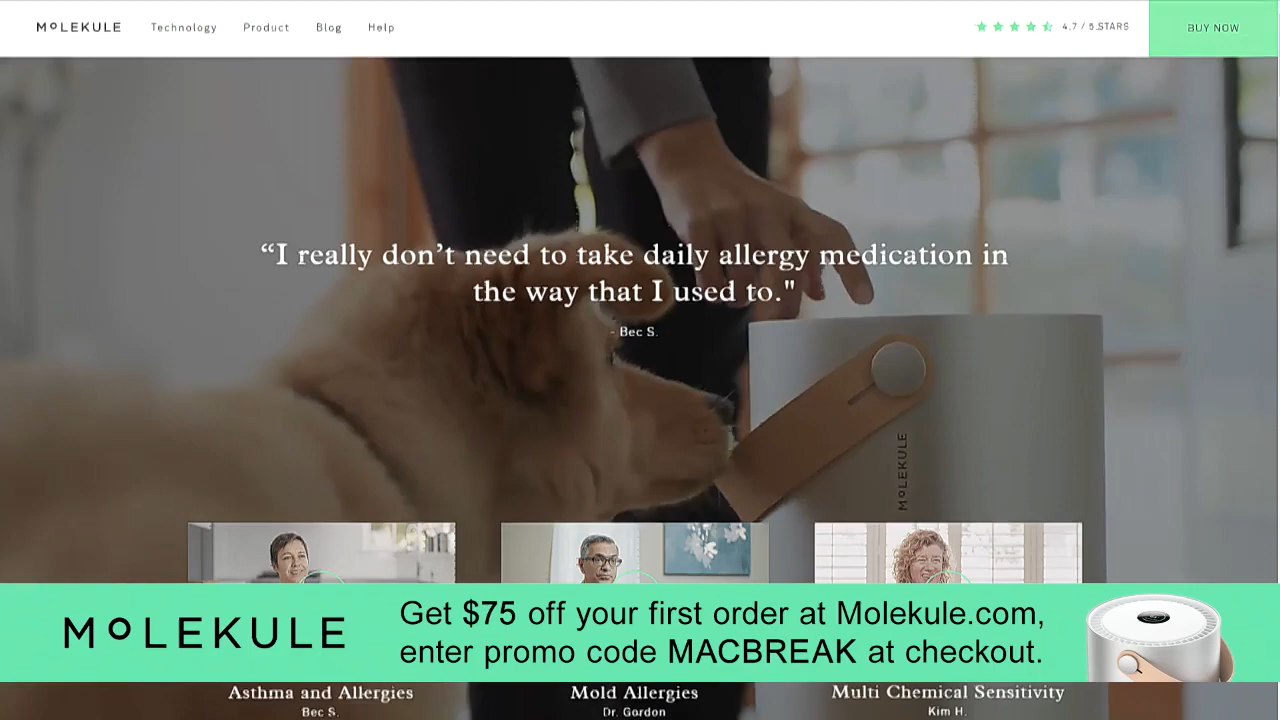 MOLEKULE Technology Product Blog Help 4.7 / 5 STARS BUY NOW
“I really don’t need to take daily allergy medication in
the way that I used to."
- Bec S.
MOLEKULE
MOLEKULE
Get $75 off your first order at Molekule.com,
enter promo code MACBREAK at checkout.
Asthma and Allergies
Bec S.
Mold Allergies
Dr. Gordon
Multi Chemical Sensitivity
Kim H.